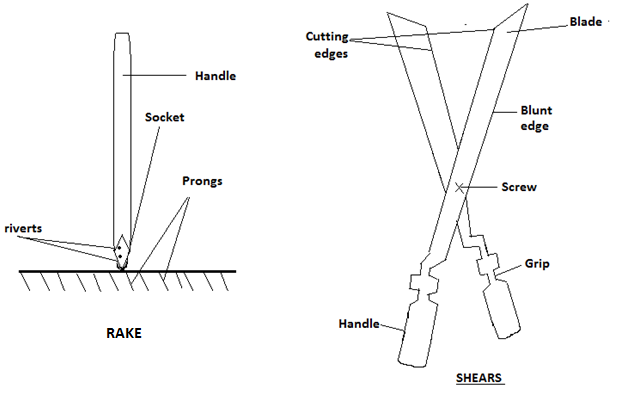 Handle
Socket
Prongs
riverts
RAKE
Cutting
edges
Blade
Blunt
edge
Screw
Grip
Handle
SHEARS